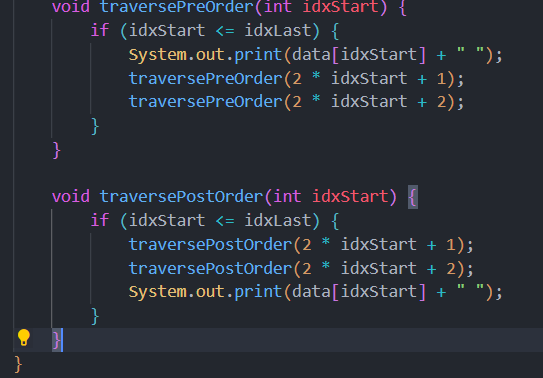 void traversePreOrder(int idxStart) {
if (idxStart <= idxLast) {
System.out.print(data[idxStart] + " ");
traversePreOrder(2 * idxStart + 1);
traversePreOrder(2 * idxStart + 2);
}
}
void traversePostOrder(int idxStart) {
if (idxStart <= idxLast) {
traversePostOrder(2 * idxStart + 1);
traversePostOrder(2 * idxStart + 2);
System.out.print(data[idxStart] + " ");
}
}
}